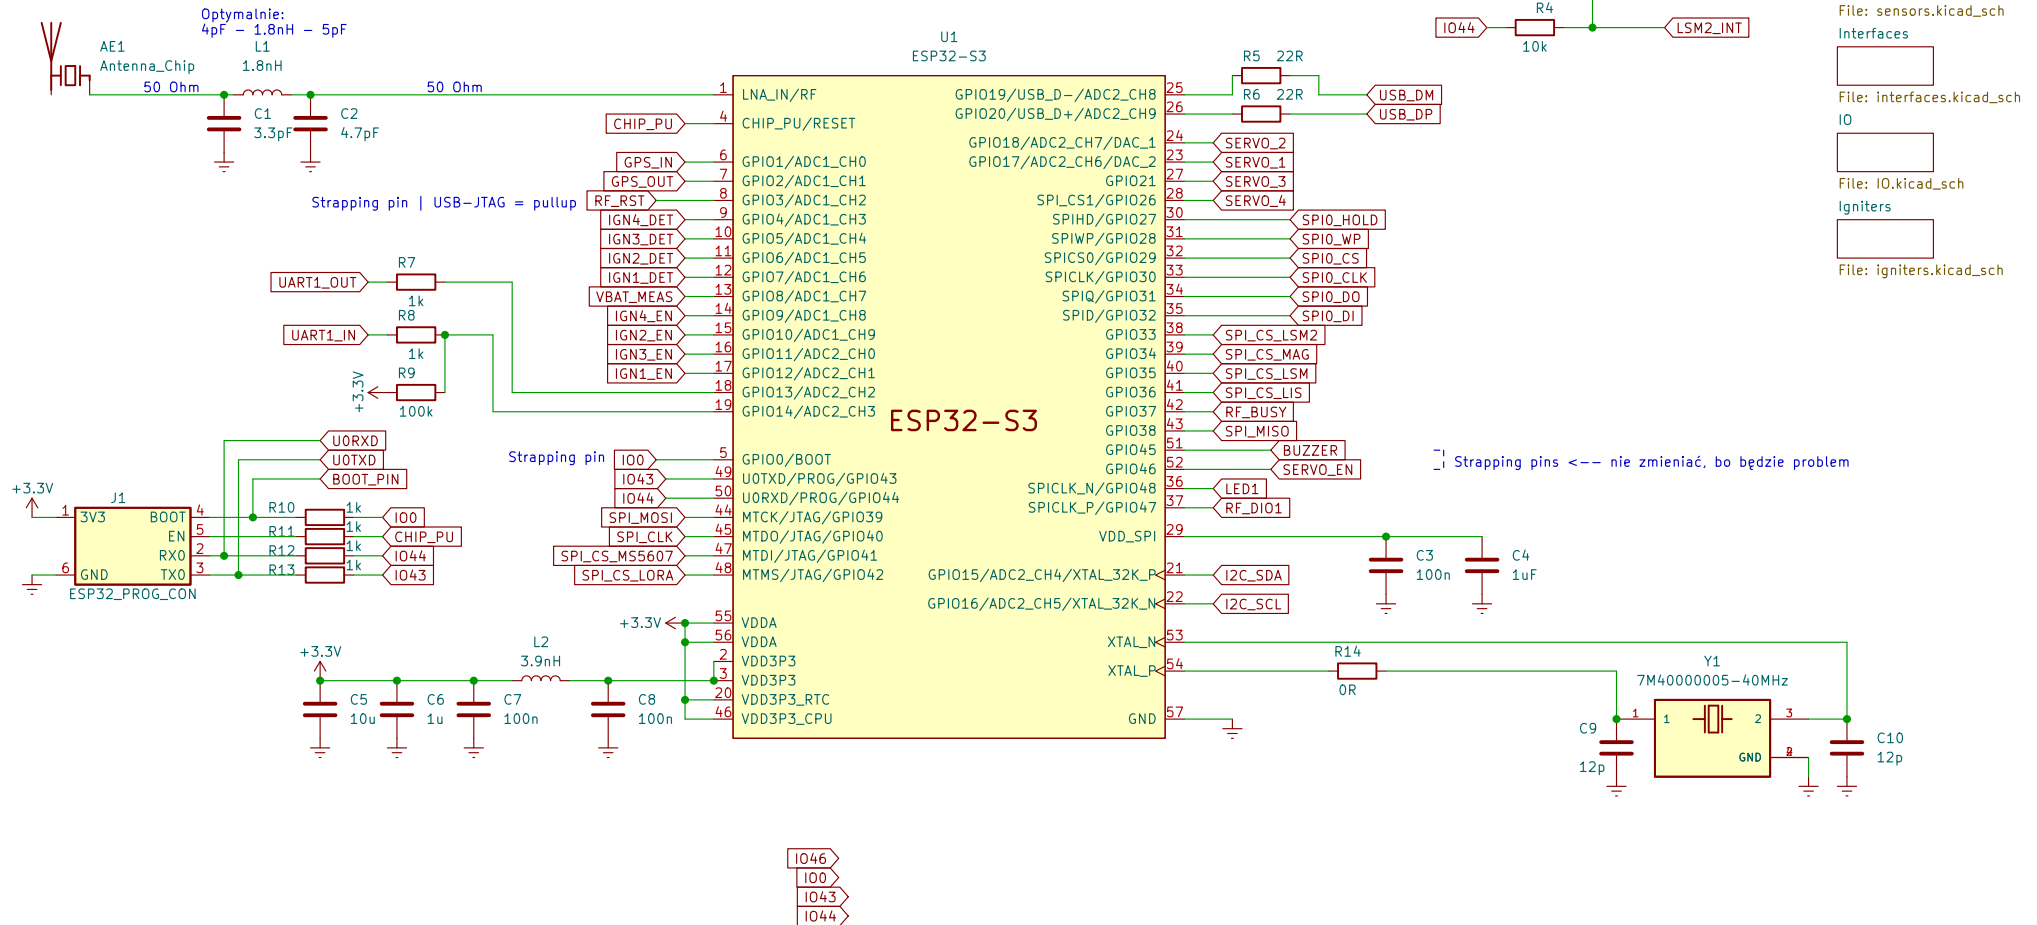 Optymalnie:
4pF - 1.8nH - 5pF
AE1
Antenna_Chip
L1
1.8nH
50 Ohm
50 Ohm
C1
3.3pF
C2
4.7pF
Strapping pin | USB-JTAG = pullup
U1
ESP32-S3
ESP32-S3
1 LNA_IN/RF
CHIP_PU 4 CHIP_PU/RESET
GPS_IN 6 GPIO1/ADC1_CH0
GPS_OUT 7 GPIO2/ADC1_CH1
RF_RST 8 GPIO3/ADC1_CH2
IGN4_DET 9 GPIO4/ADC1_CH3
IGN3_DET 10 GPIO5/ADC1_CH4
IGN2_DET 11 GPIO6/ADC1_CH5
IGN1_DET 12 GPIO7/ADC1_CH6
VBAT_MEAS 13 GPIO8/ADC1_CH7
IGN4_EN 14 GPIO9/ADC1_CH8
IGN2_EN 15 GPIO10/ADC1_CH9
IGN3_EN 16 GPIO11/ADC2_CH0
IGN1_EN 17 GPIO12/ADC2_CH1
18 GPIO13/ADC2_CH2
19 GPIO14/ADC2_CH3
Strapping pin
IO0 5 GPIO0/BOOT
IO43 49 U0TXD/PROG/GPIO43
IO44 50 U0RXD/PROG/GPIO44
SPI_MOSI 44 MTCK/JTAG/GPIO39
SPI_CLK 45 MTDO/JTAG/GPIO40
SPI_CS_MS5607 47 MTDI/JTAG/GPIO41
SPI_CS_LORA 48 MTMS/JTAG/GPIO42
+3.3V 55 VDDA
56 VDDA
2 VDD3P3
3 VDD3P3
20 VDD3P3_RTC
46 VDD3P3_CPU
GPIO19/USB_D-/ADC2_CH8 25
GPIO20/USB_D+/ADC2_CH9 26
GPIO18/ADC2_CH7/DAC_1 24 SERVO_2
GPIO17/ADC2_CH6/DAC_2 23 SERVO_1
GPIO21 27 SERVO_3
SPI_CS1/GPIO26 28 SERVO_4
SPIHD/GPIO27 30 SPI0_HOLD
SPIWP/GPIO28 31 SPI0_WP
SPICS0/GPIO29 32 SPI0_CS
SPICLK/GPIO30 33 SPI0_CLK
SPIQ/GPIO31 34 SPI0_DO
SPID/GPIO32 35 SPI0_DI
GPIO33 38 SPI_CS_LSM2
GPIO34 39 SPI_CS_MAG
GPIO35 40 SPI_CS_LSM
GPIO36 41 SPI_CS_LIS
GPIO37 42 RF_BUSY
GPIO38 43 SPI_MISO
GPIO45 51 BUZZER
GPIO46 52 SERVO_EN
SPICLK_N/GPIO48 36 LED1
SPICLK_P/GPIO47 37 RF_DIO1
VDD_SPI 29
GPIO15/ADC2_CH4/XTAL_32K_P 21 I2C_SDA
GPIO16/ADC2_CH5/XTAL_32K_N 22 I2C_SCL
XTAL_N 53
XTAL_P 54
GND 57
R5 22R
R6 22R
USB_DM
USB_DP
Strapping pins <-- nie zmieniać, bo będzie problem
IO44
R4
10k
LSM2_INT
File: sensors.kicad_sch
Interfaces
File: interfaces.kicad_sch
IO
File: IO.kicad_sch
Igniters
File: igniters.kicad_sch
UART1_OUT
R7
1k
UART1_IN
R8
1k
+3.3V
R9
100k
U0RXD
U0TXD
BOOT_PIN
+3.3V
J1
1 3V3
6 GND
BOOT 4
EN 5
RX0 2
TX0 3
ESP32_PROG_CON
R10 1k IO0
R11 1k CHIP_PU
R12 1k IO44
R13 1k IO43
+3.3V
L2
3.9nH
C5
10u
C6
1u
C7
100n
C8
100n
C3
100n
C4
1uF
R14
0R
Y1
7M40000005-40MHz
1 1
2 3
GND
C9
12p
C10
12p
IO46
IO0
IO43
IO44